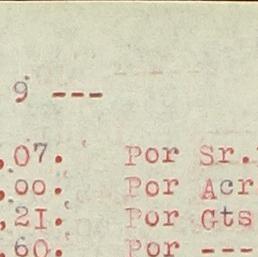 9 ---
,07. Por Sr.
,00. Por Acr
,21. Por Gts
,60. Por ---